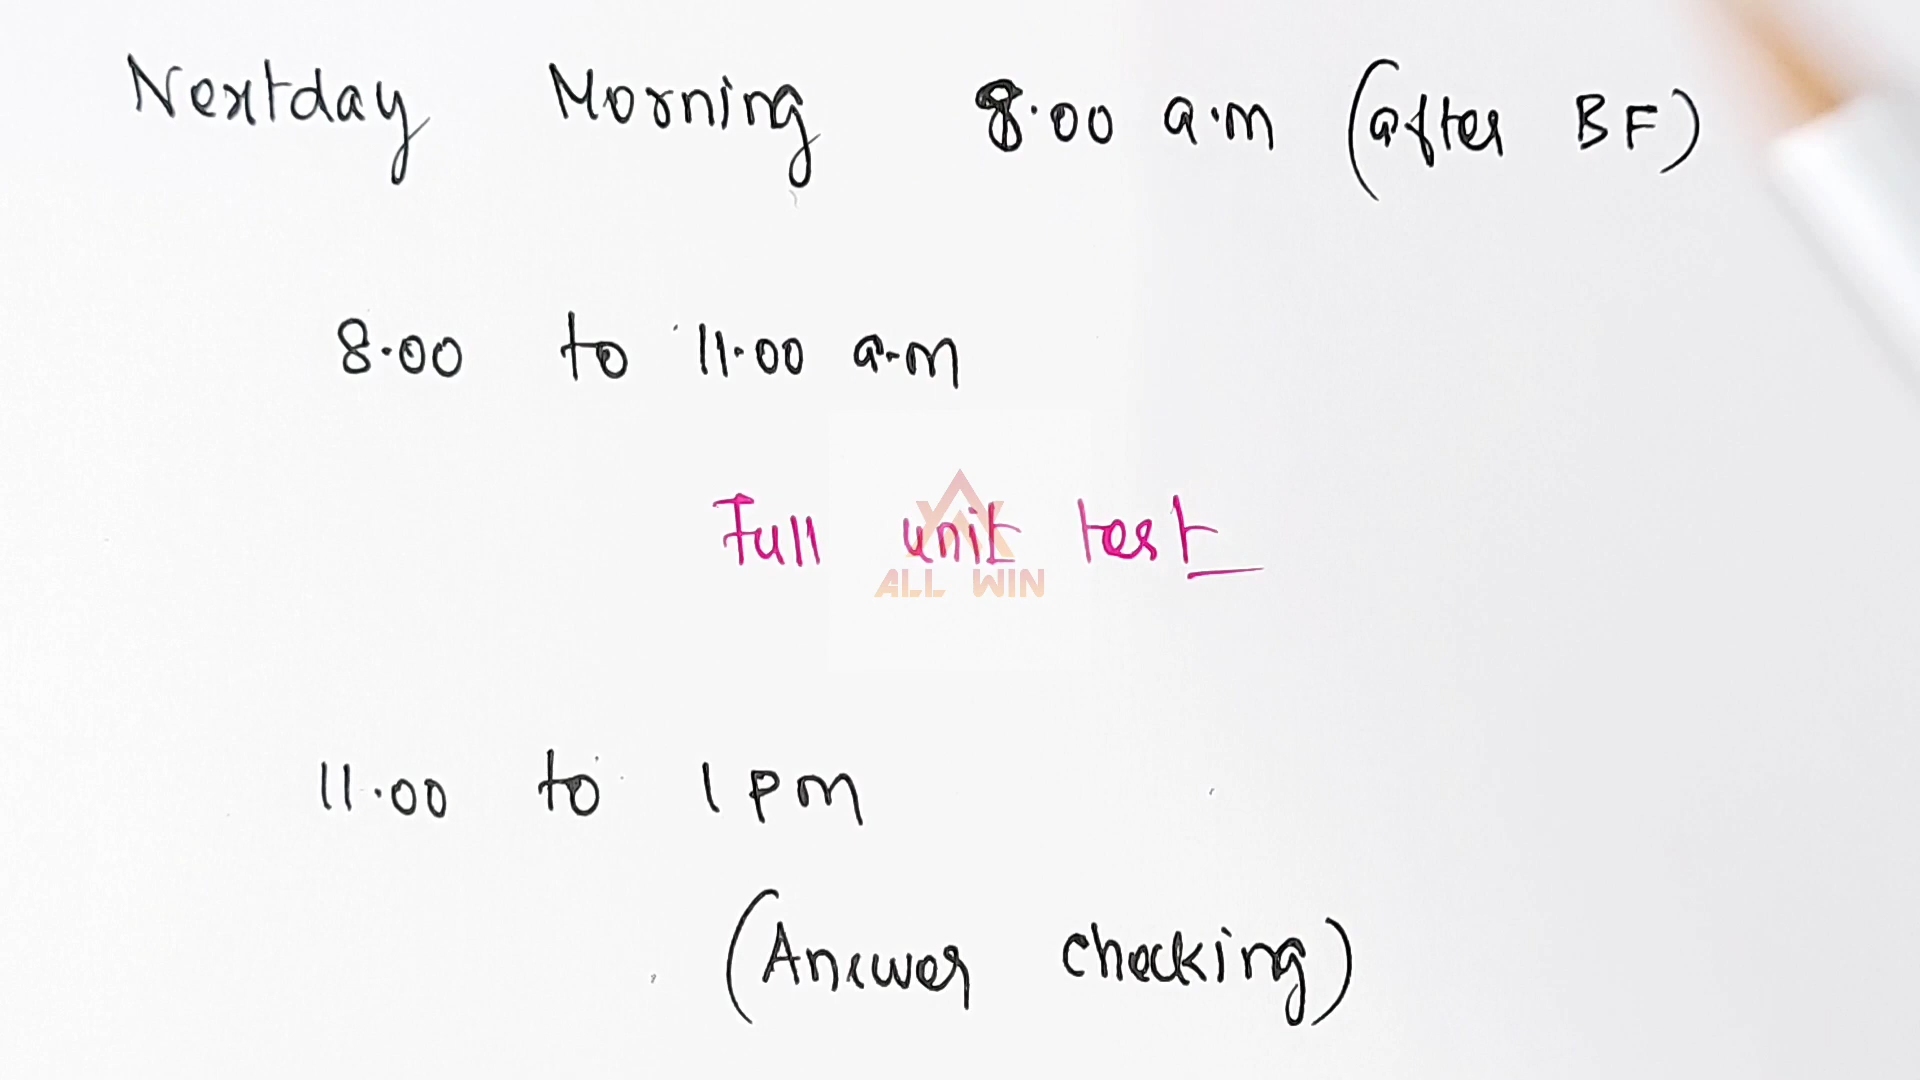 Nextday Morning 8.00 a.m (after BF)
8.00 to 11.00 a.m
Full unit test
ALL WIN
11.00 to 1 pm
(Answer checking)